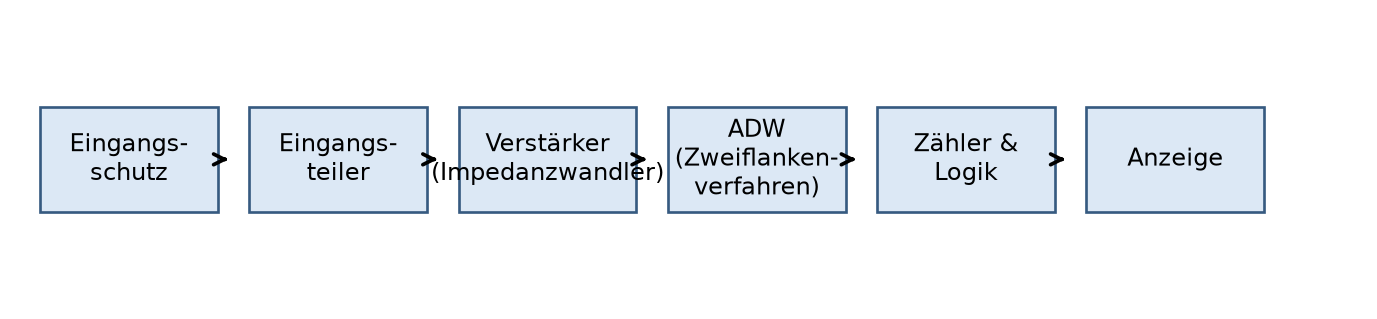 Eingangs-
schutz
Eingangs-
teiler
Verstärker
(Impedanzwandler)
ADW
(Zweiflanken-
verfahren)
Zähler &
Logik
Anzeige